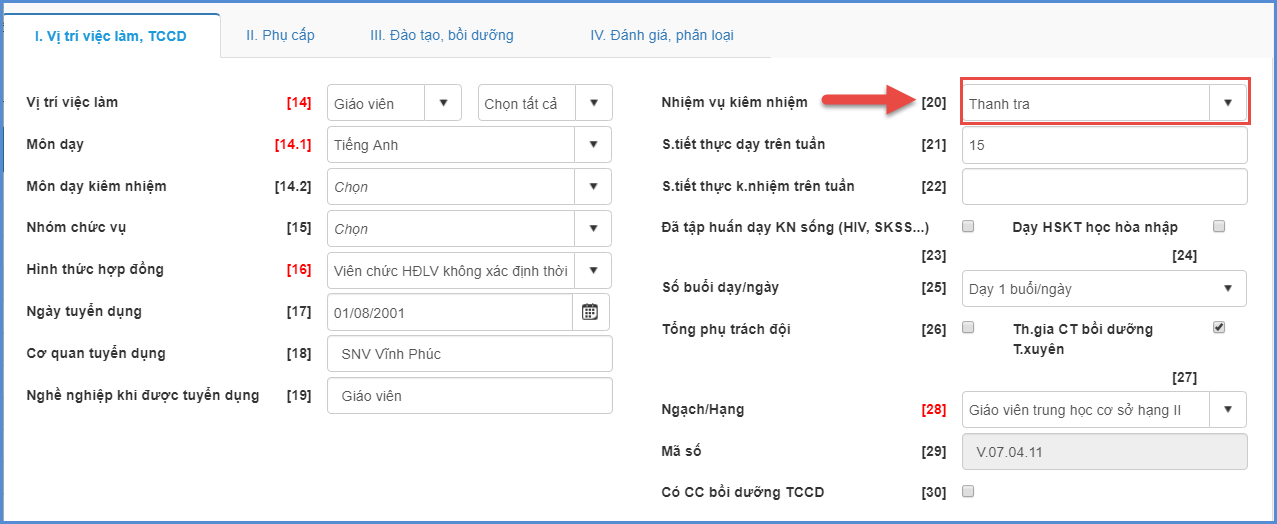 I. Vị trí việc làm, TCCD
II. Phụ cấp
III. Đào tạo, bồi dưỡng
IV. Đánh giá, phân loại
Vị trí việc làm [14] Giáo viên Chọn tất cả
Môn dạy [14.1] Tiếng Anh
Môn dạy kiêm nhiệm [14.2] Chọn
Nhóm chức vụ [15] Chọn
Hình thức hợp đồng [16] Viên chức HĐLV không xác định thời
Ngày tuyển dụng [17] 01/08/2001
Cơ quan tuyển dụng [18] SNV Vĩnh Phúc
Nghề nghiệp khi được tuyển dụng [19] Giáo viên
Nhiệm vụ kiêm nhiệm [20] Thanh tra
S.tiết thực dạy trên tuần [21] 15
S.tiết thực k.nhiệm trên tuần [22]
Đã tập huấn dạy KN sống (HIV, SKSS...) Dạy HSKT học hòa nhập
[23] [24]
Số buổi dạy/ngày [25] Dạy 1 buổi/ngày
Tổng phụ trách đội [26] Th.gia CT bồi dưỡng
T.xuyên
[27]
Ngạch/Hạng [28] Giáo viên trung học cơ sở hạng II
Mã số [29] V.07.04.11
Có CC bồi dưỡng TCCD [30]